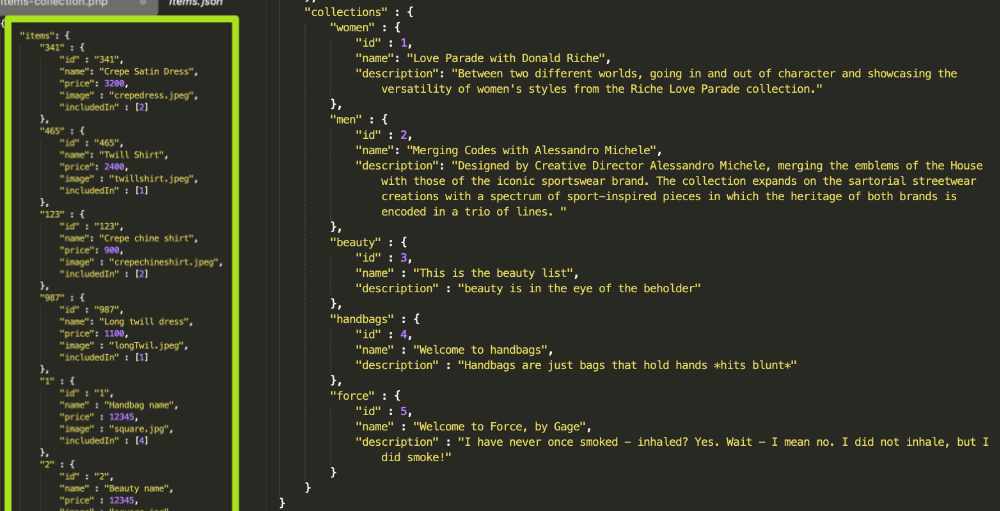 items-collection.php
items.json
{
"items": {
"341" : {
"id" : "341",
"name": "Crepe Satin Dress",
"price": 3200,
"image" : "crepedress.jpeg",
"includedIn" : [2]
},
"465" : {
"id" : "465",
"name": "Twill Shirt",
"price": 2400,
"image" : "twillshirt.jpeg",
"includedIn" : [1]
},
"123" : {
"id" : "123",
"name": "Crepe chine shirt",
"price": 900,
"image" : "crepechineshirt.jpeg",
"includedIn" : [2]
},
"987" : {
"id" : "987",
"name": "Long twill dress",
"price": 1100,
"image" : "longTwil.jpeg",
"includedIn" : [1]
},
"1" : {
"id" : "1",
"name" : "Handbag name",
"price" : 12345,
"image" : "square.jpg",
"includedIn" : [4]
},
"2" : {
"id" : "2",
"name" : "Beauty name",
"price" : 12345,
"collections" : {
"women" : {
"id" : 1,
"name": "Love Parade with Donald Riche",
"description": "Between two different worlds, going in and out of character and showcasing the
versatility of women's styles from the Riche Love Parade collection."
},
"men" : {
"id" : 2,
"name": "Merging Codes with Alessandro Michele",
"description": "Designed by Creative Director Alessandro Michele, merging the emblems of the House
with those of the iconic sportswear brand. The collection expands on the sartorial streetwear
creations with a spectrum of sport-inspired pieces in which the heritage of both brands is
encoded in a trio of lines. "
},
"beauty" : {
"id" : 3,
"name" : "This is the beauty list",
"description" : "beauty is in the eye of the beholder"
},
"handbags" : {
"id" : 4,
"name" : "Welcome to handbags",
"description" : "Handbags are just bags that hold hands *hits blunt*"
},
"force" : {
"id" : 5,
"name" : "Welcome to Force, by Gage",
"description" : "I have never once smoked - inhaled? Yes. Wait - I mean no. I did not inhale, but I
did smoke!"
}
}
}